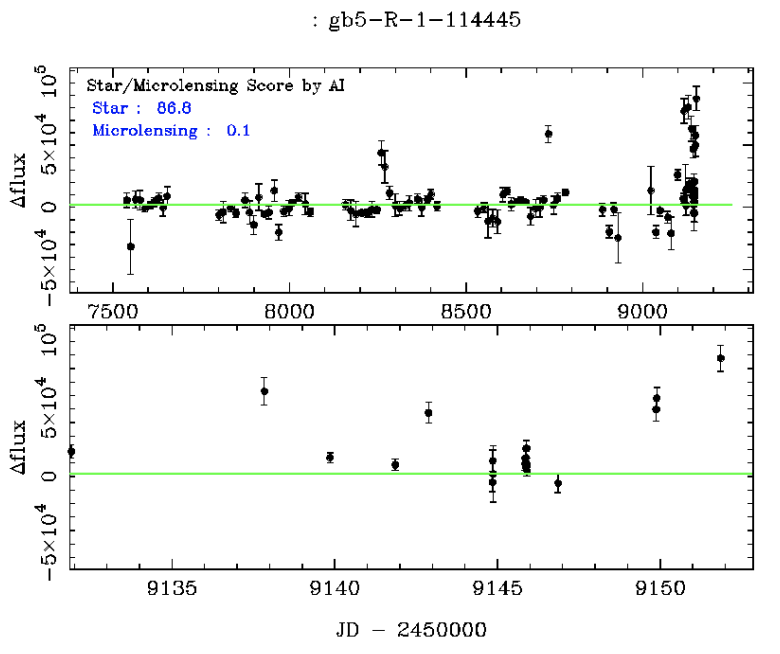 : gb5-R-1-114445
Star/Microlensing Score by AI
Star : 86.8
Microlensing : 0.1
Δflux
−5×10⁴ 0 5×10⁴ 10⁵
7500 8000 8500 9000
Δflux
−5×10⁴ 0 5×10⁴ 10⁵
9135 9140 9145 9150
JD − 2450000